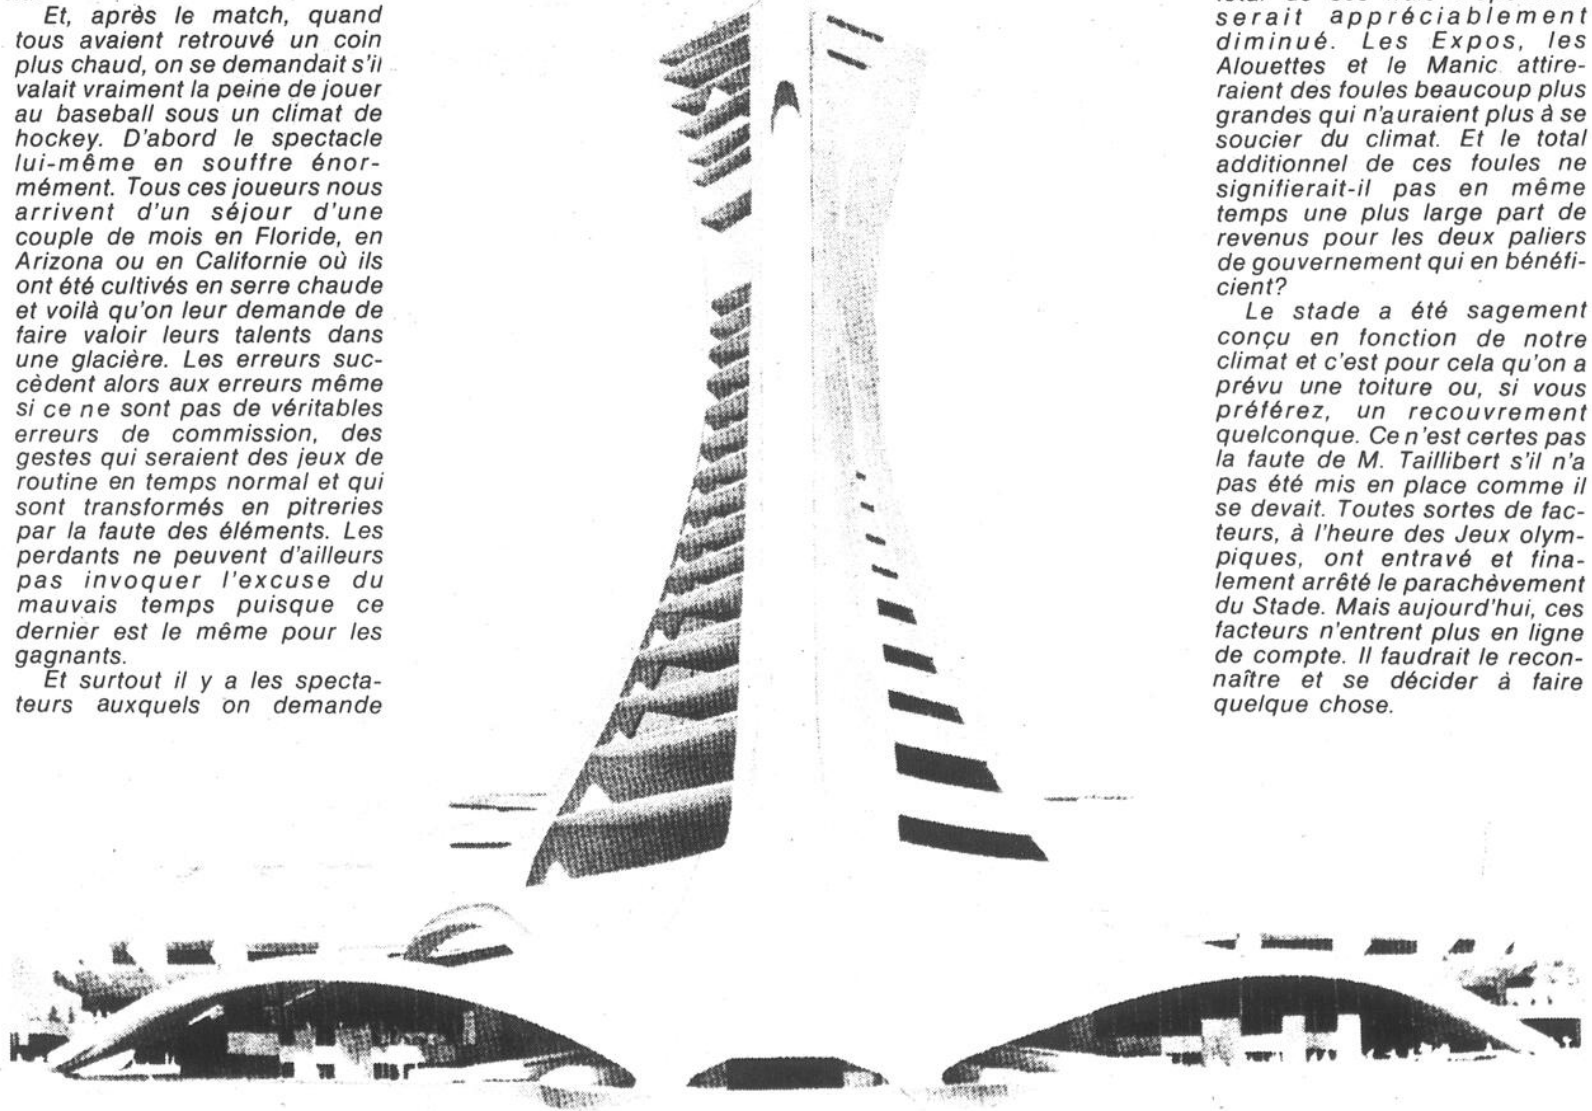 Et, après le match, quand
tous avaient retrouvé un coin
plus chaud, on se demandait s'il
valait vraiment la peine de jouer
au baseball sous un climat de
hockey. D'abord le spectacle
lui-même en souffre énor-
mément. Tous ces joueurs nous
arrivent d'un séjour d'une
couple de mois en Floride, en
Arizona ou en Californie où ils
ont été cultivés en serre chaude
et voilà qu'on leur demande de
faire valoir leurs talents dans
une glacière. Les erreurs suc-
cèdent alors aux erreurs même
si ce ne sont pas de véritables
erreurs de commission, des
gestes qui seraient des jeux de
routine en temps normal et qui
sont transformés en pitreries
par la faute des éléments. Les
perdants ne peuvent d'ailleurs
pas invoquer l'excuse du
mauvais temps puisque ce
dernier est le même pour les
gagnants.
Et surtout il y a les specta-
teurs auxquels on demande
serait appréciablement
diminué. Les Expos, les
Alouettes et le Manic attire-
raient des foules beaucoup plus
grandes qui n'auraient plus à se
soucier du climat. Et le total
additionnel de ces foules ne
signifierait-il pas en même
temps une plus large part de
revenus pour les deux paliers
de gouvernement qui en bénéfi-
cient?
Le stade a été sagement
conçu en fonction de notre
climat et c'est pour cela qu'on a
prévu une toiture ou, si vous
préférez, un recouvrement
quelconque. Ce n'est certes pas
la faute de M. Taillibert s'il n'a
pas été mis en place comme il
se devait. Toutes sortes de fac-
teurs, à l'heure des Jeux olym-
piques, ont entravé et fina-
lement arrêté le parachèvement
du Stade. Mais aujourd'hui, ces
facteurs n'entrent plus en ligne
de compte. Il faudrait le recon-
naître et se décider à faire
quelque chose.